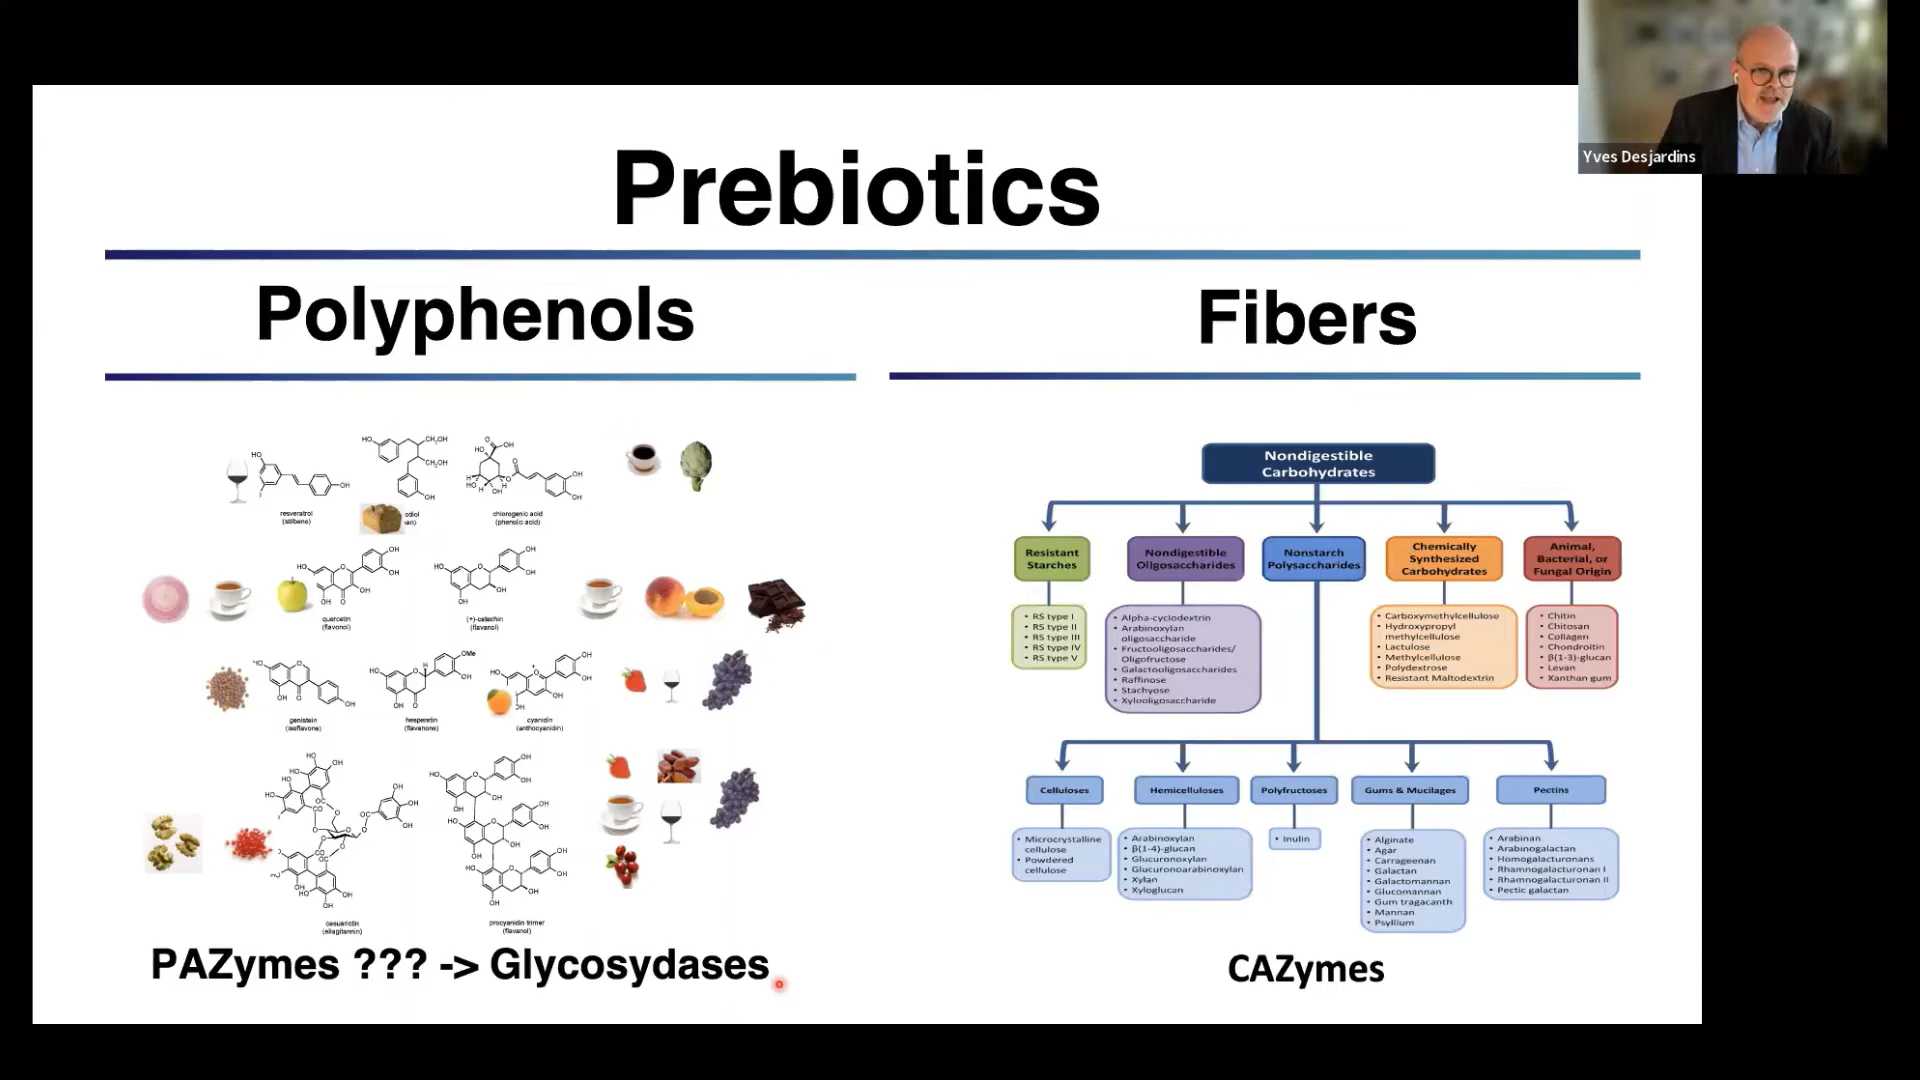 Yves Desjardins
Prebiotics
Polyphenols
Fibers
resveratrol
(stilbene)
chlorogenic acid
(phenolic acid)
quercetin
(flavonol)
(+)-catechin
(flavanol)
genistein
(isoflavone)
hesperetin
(flavanone)
cyanidin
(anthocyanidin)
casuarictin
(ellagitannin)
procyanidin trimer
(flavanol)
PAZymes ??? -> Glycosydases
Nondigestible
Carbohydrates
Resistant
Starches
• RS type I
• RS type II
• RS type III
• RS type IV
• RS type V
Nondigestible
Oligosaccharides
• Alpha-cyclodextrin
• Arabinoxylan
oligosaccharide
• Fructooligosaccharides/
Oligofructose
• Galactooligosaccharides
• Raffinose
• Stachyose
• Xylooligosaccharide
Nonstarch
Polysaccharides
Chemically
Synthesized
Carbohydrates
• Carboxymethylcellulose
• Hydroxypropyl
methylcellulose
• Lactulose
• Methylcellulose
• Polydextrose
• Resistant Maltodextrin
Animal,
Bacterial, or
Fungal Origin
• Chitin
• Chitosan
• Collagen
• Chondroitin
• β(1-3)-glucan
• Levan
• Xanthan gum
Celluloses
• Microcrystalline
cellulose
• Powdered
cellulose
Hemicelluloses
• Arabinoxylan
• β(1-4)-glucan
• Glucuronoxylan
• Glucuronoarabinoxylan
• Xylan
• Xyloglucan
Polyfructoses
• Inulin
Gums & Mucilages
• Alginate
• Agar
• Carrageenan
• Galactan
• Galactomannan
• Glucomannan
• Gum tragacanth
• Mannan
• Psyllium
Pectins
• Arabinan
• Arabinogalactan
• Homogalacturonans
• Rhamnogalacturonan I
• Rhamnogalacturonan II
• Pectic galactan
CAZymes